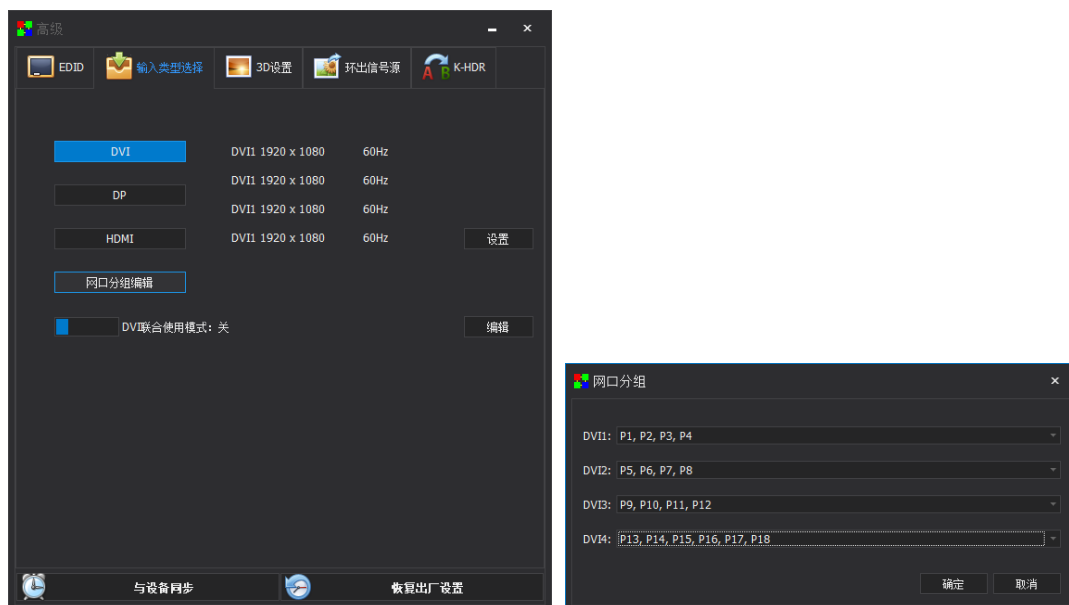 高级
EDID 输入类型选择 3D设置 环出信号源 K-HDR
DVI DVI1 1920 x 1080 60Hz
DVI1 1920 x 1080 60Hz
DP
DVI1 1920 x 1080 60Hz
HDMI DVI1 1920 x 1080 60Hz 设置
网口分组编辑
DVI联合使用模式: 关 编辑
与设备同步 恢复出厂设置
网口分组
DVI1: P1, P2, P3, P4
DVI2: P5, P6, P7, P8
DVI3: P9, P10, P11, P12
DVI4: P13, P14, P15, P16, P17, P18
确定 取消